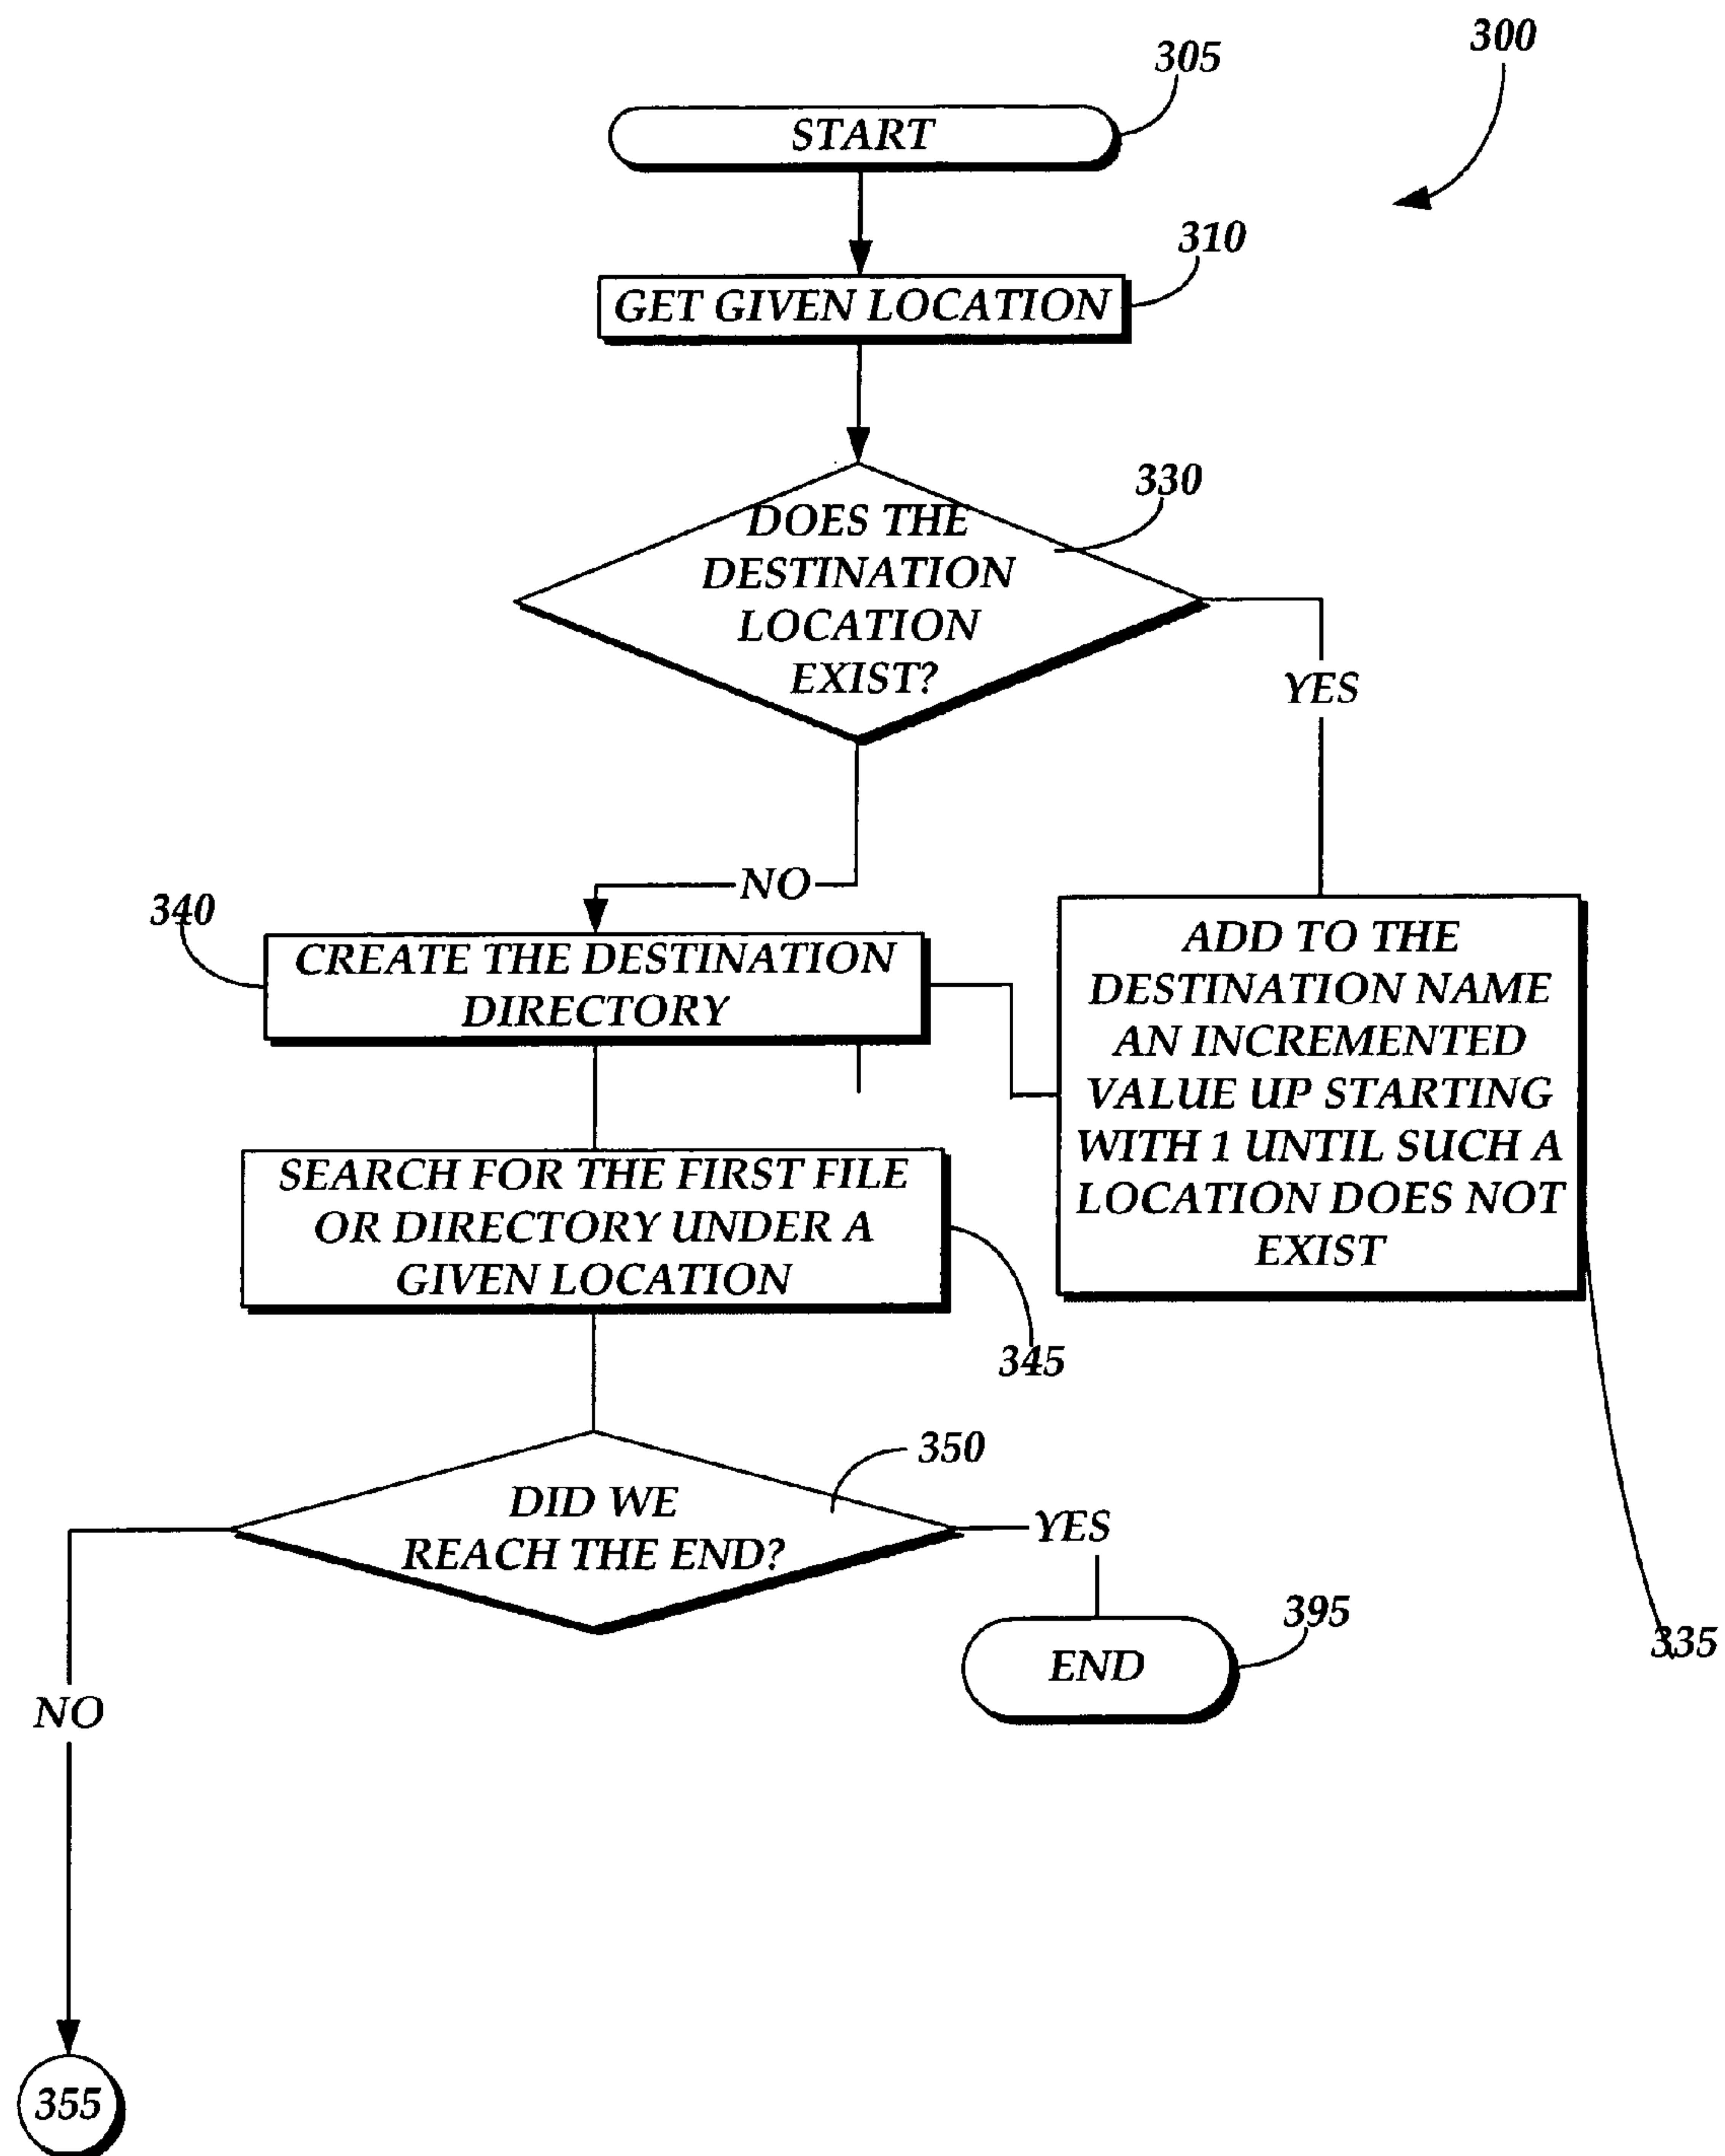 300
305
START
310
GET GIVEN LOCATION
330
DOES THE
DESTINATION
LOCATION
EXIST?
YES
NO
340
CREATE THE DESTINATION
DIRECTORY
ADD TO THE
DESTINATION NAME
AN INCREMENTED
VALUE UP STARTING
WITH 1 UNTIL SUCH A
LOCATION DOES NOT
EXIST
335
SEARCH FOR THE FIRST FILE
OR DIRECTORY UNDER A
GIVEN LOCATION
345
350
DID WE
REACH THE END?
YES
395
END
NO
355